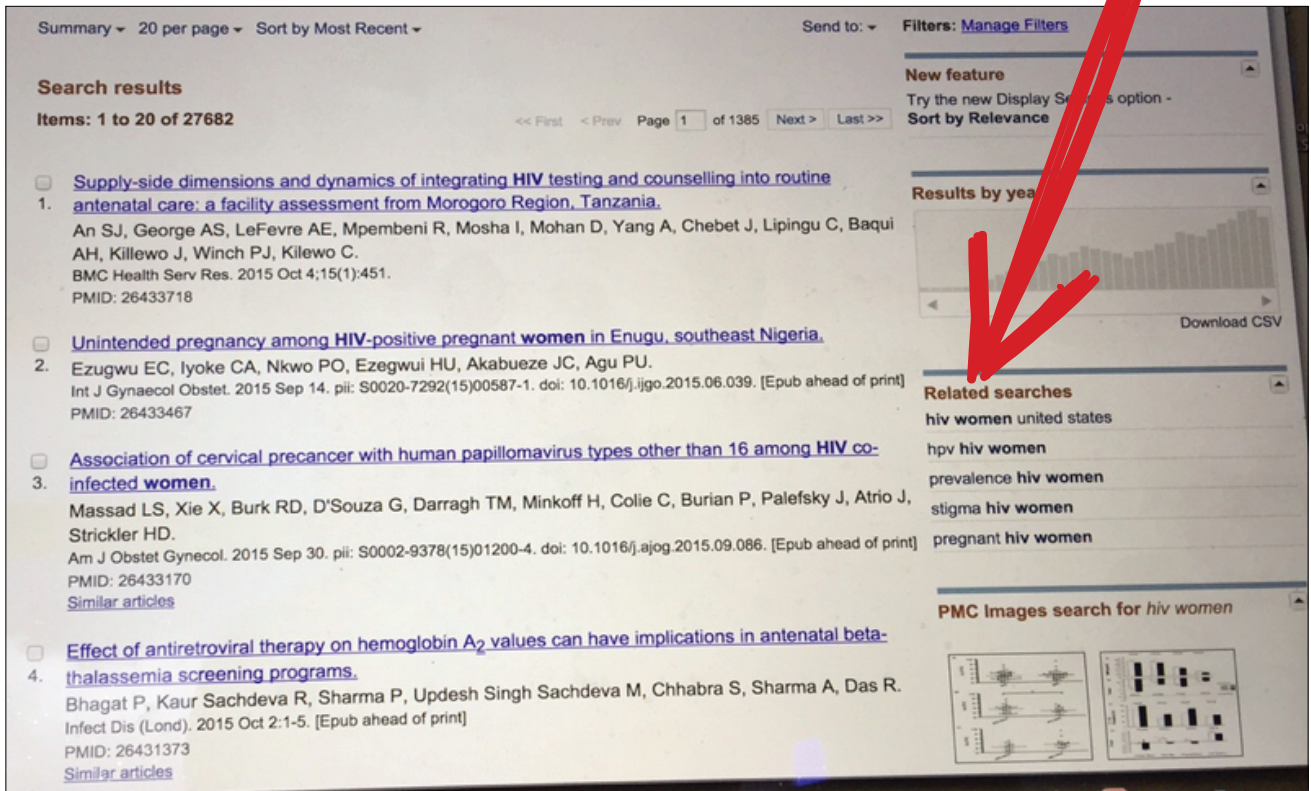 Summary 20 per page Sort by Most Recent
Send to:
Filters: Manage Filters
Search results
Items: 1 to 20 of 27682
<< First < Prev Page 1 of 1385 Next > Last >>
1. Supply-side dimensions and dynamics of integrating HIV testing and counselling into routine
antenatal care: a facility assessment from Morogoro Region, Tanzania.
An SJ, George AS, LeFevre AE, Mpembeni R, Mosha I, Mohan D, Yang A, Chebet J, Lipingu C, Baqui
AH, Killewo J, Winch PJ, Kilewo C.
BMC Health Serv Res. 2015 Oct 4;15(1):451.
PMID: 26433718
2. Unintended pregnancy among HIV-positive pregnant women in Enugu, southeast Nigeria.
Ezugwu EC, Iyoke CA, Nkwo PO, Ezegwui HU, Akabueze JC, Agu PU.
Int J Gynaecol Obstet. 2015 Sep 14. pii: S0020-7292(15)00587-1. doi: 10.1016/j.ijgo.2015.06.039. [Epub ahead of print]
PMID: 26433467
3. Association of cervical precancer with human papillomavirus types other than 16 among HIV co-
infected women.
Massad LS, Xie X, Burk RD, D'Souza G, Darragh TM, Minkoff H, Colie C, Burian P, Palefsky J, Atrio J,
Strickler HD.
Am J Obstet Gynecol. 2015 Sep 30. pii: S0002-9378(15)01200-4. doi: 10.1016/j.ajog.2015.09.086. [Epub ahead of print]
PMID: 26433170
Similar articles
4. Effect of antiretroviral therapy on hemoglobin A2 values can have implications in antenatal beta-
thalassemia screening programs.
Bhagat P, Kaur Sachdeva R, Sharma P, Updesh Singh Sachdeva M, Chhabra S, Sharma A, Das R.
Infect Dis (Lond). 2015 Oct 2:1-5. [Epub ahead of print]
PMID: 26431373
Similar articles
New feature
Try the new Display option -
Sort by Relevance
Results by year
Download CSV
Related searches
hiv women united states
hpv hiv women
prevalence hiv women
stigma hiv women
pregnant hiv women
PMC Images search for hiv women